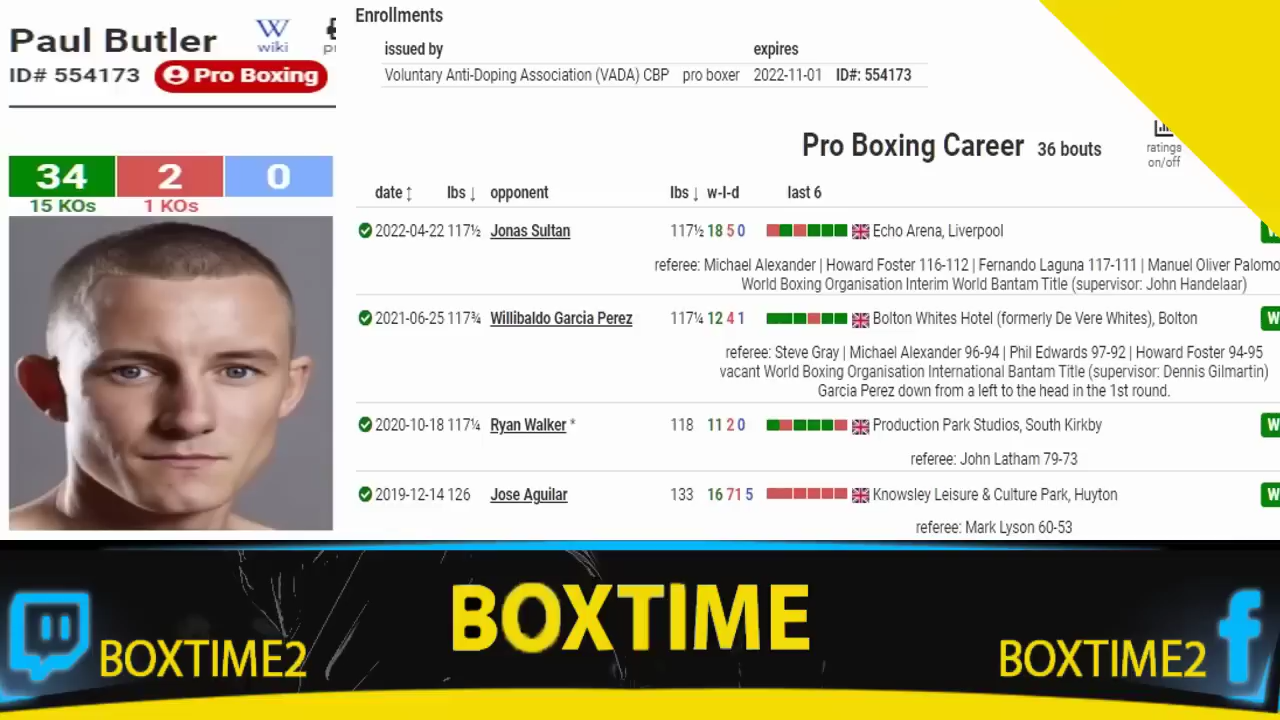 Paul Butler
wiki
ID# 554173 Pro Boxing
34 2 0
15 KOs 1 KOs
Enrollments
issued by expires
Voluntary Anti-Doping Association (VADA) CBP pro boxer 2022-11-01 ID#: 554173
Pro Boxing Career 36 bouts
ratings
on/off
date ↕ lbs ↓ opponent lbs ↓ w-l-d last 6
2022-04-22 117½ Jonas Sultan 117½ 18 5 0 Echo Arena, Liverpool
referee: Michael Alexander | Howard Foster 116-112 | Fernando Laguna 117-111 | Manuel Oliver Palomo
World Boxing Organisation Interim World Bantam Title (supervisor: John Handelaar)
2021-06-25 117¾ Willibaldo Garcia Perez 117¼ 12 4 1 Bolton Whites Hotel (formerly De Vere Whites), Bolton
referee: Steve Gray | Michael Alexander 96-94 | Phil Edwards 97-92 | Howard Foster 94-95
vacant World Boxing Organisation International Bantam Title (supervisor: Dennis Gilmartin)
Garcia Perez down from a left to the head in the 1st round.
2020-10-18 117¼ Ryan Walker * 118 11 2 0 Production Park Studios, South Kirkby
referee: John Latham 79-73
2019-12-14 126 Jose Aguilar 133 16 71 5 Knowsley Leisure & Culture Park, Huyton
referee: Mark Lyson 60-53
BOXTIME
BOXTIME2
BOXTIME2